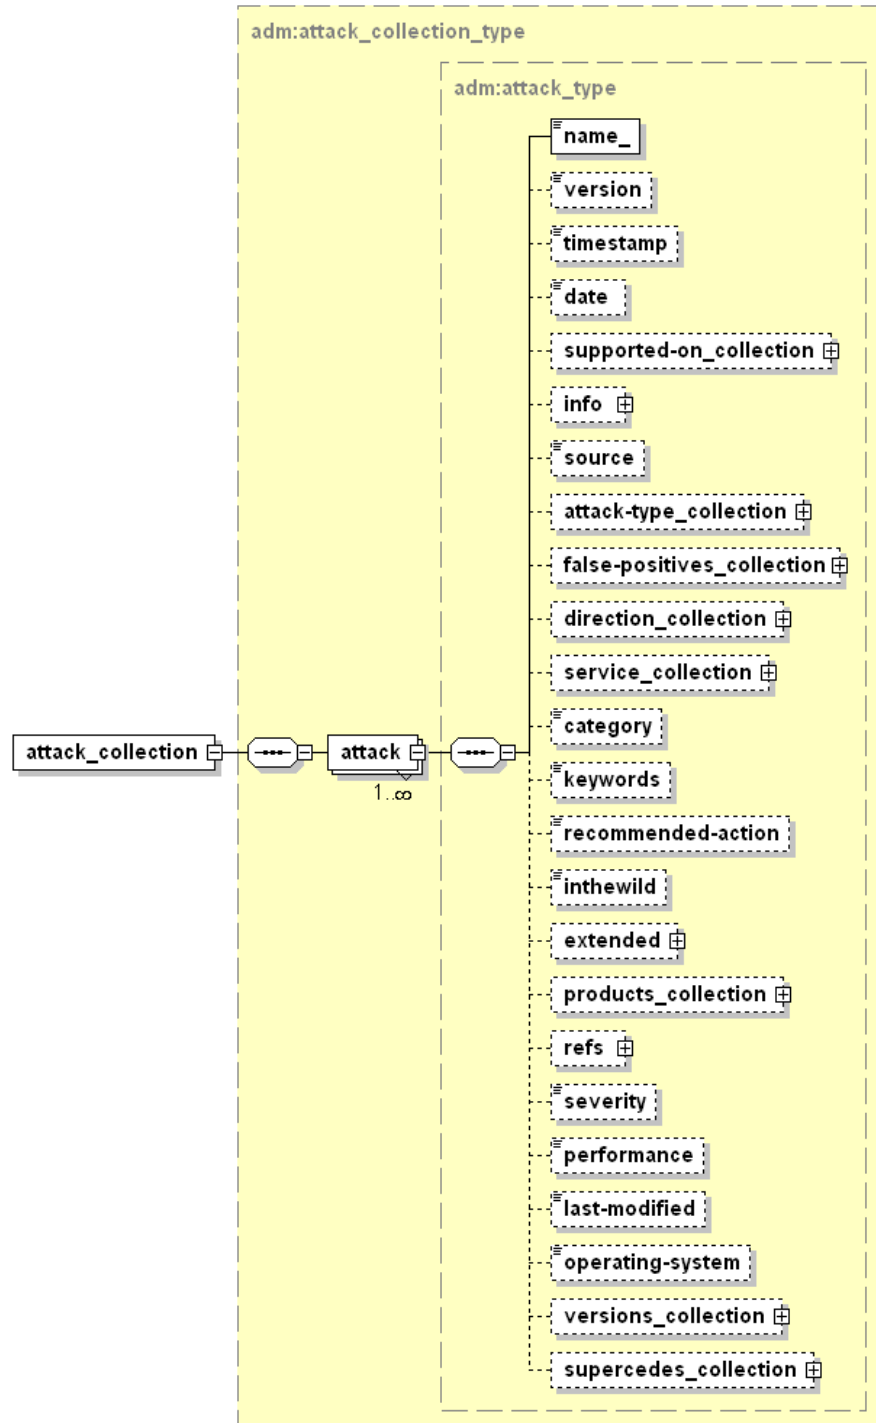 adm:attack_collection_type
adm:attack_type
name_
version
timestamp
date
supported-on_collection
info
source
attack-type_collection
false-positives_collection
direction_collection
service_collection
category
attack_collection
attack
1..∞
keywords
recommended-action
inthewild
extended
products_collection
refs
severity
performance
last-modified
operating-system
versions_collection
supercedes_collection